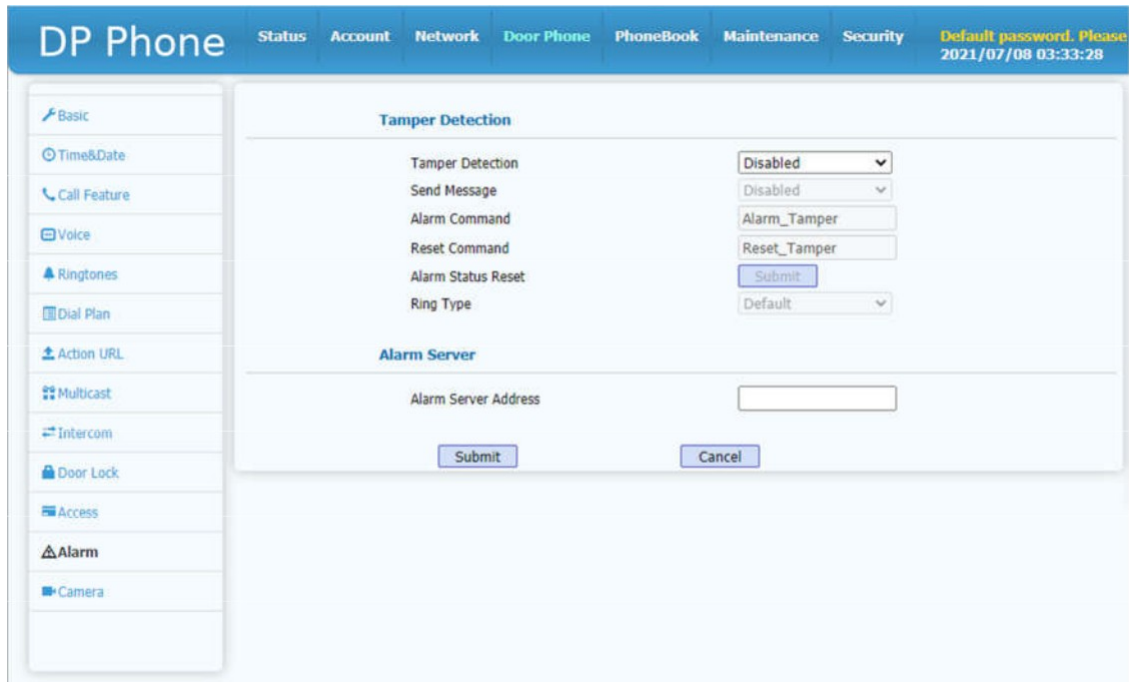 DP Phone
Status Account Network Door Phone PhoneBook Maintenance Security
Default password. Please
2021/07/08 03:33:28
Basic
Time&Date
Call Feature
Voice
Ringtones
Dial Plan
Action URL
Multicast
Intercom
Door Lock
Access
Alarm
Camera
Tamper Detection
Tamper Detection Disabled
Send Message Disabled
Alarm Command Alarm_Tamper
Reset Command Reset_Tamper
Alarm Status Reset Submit
Ring Type Default
Alarm Server
Alarm Server Address
Submit Cancel